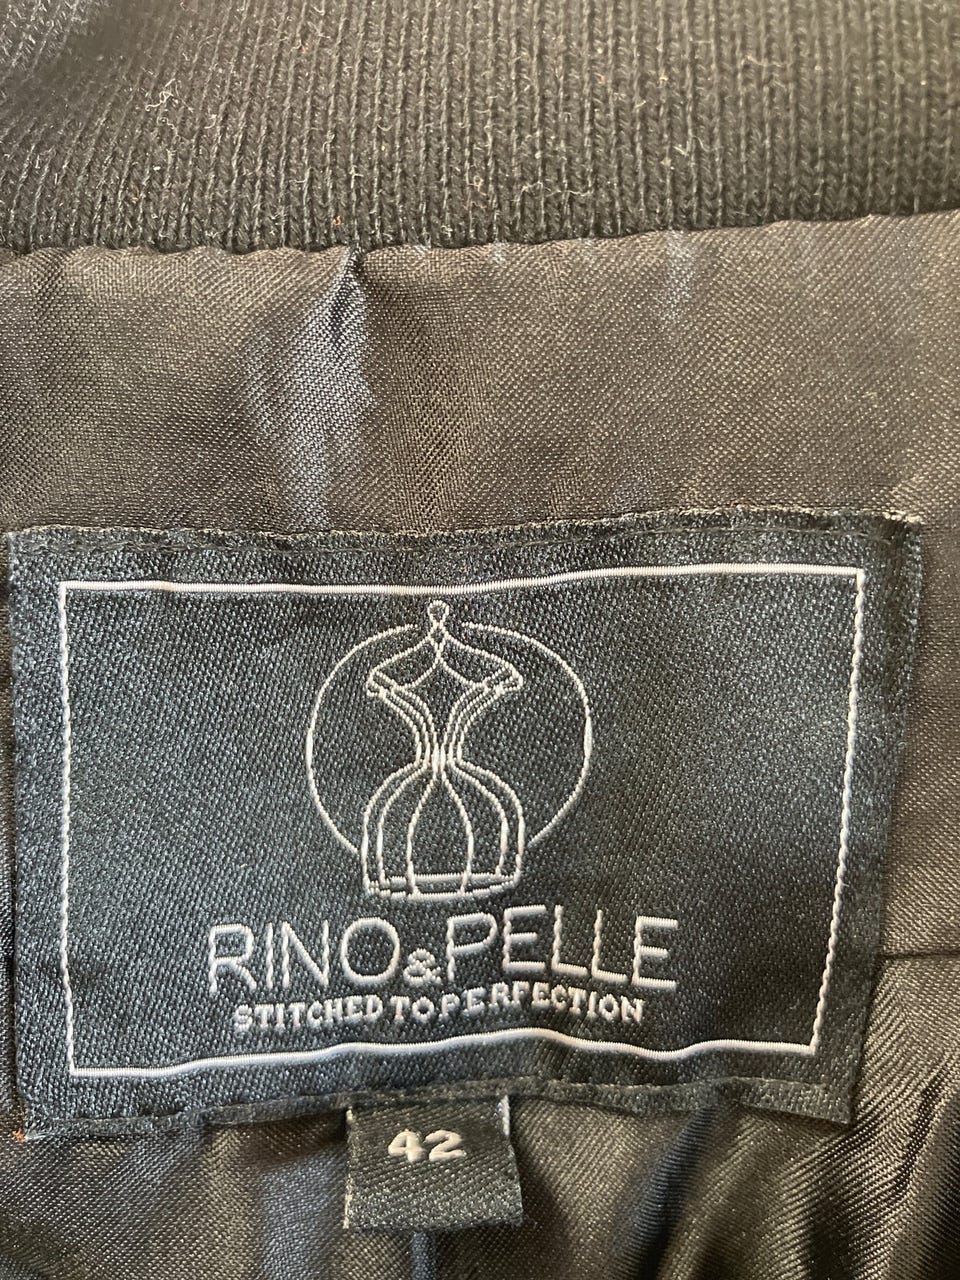 RINO&PELLE
STITCHED TO PERFECTION
42